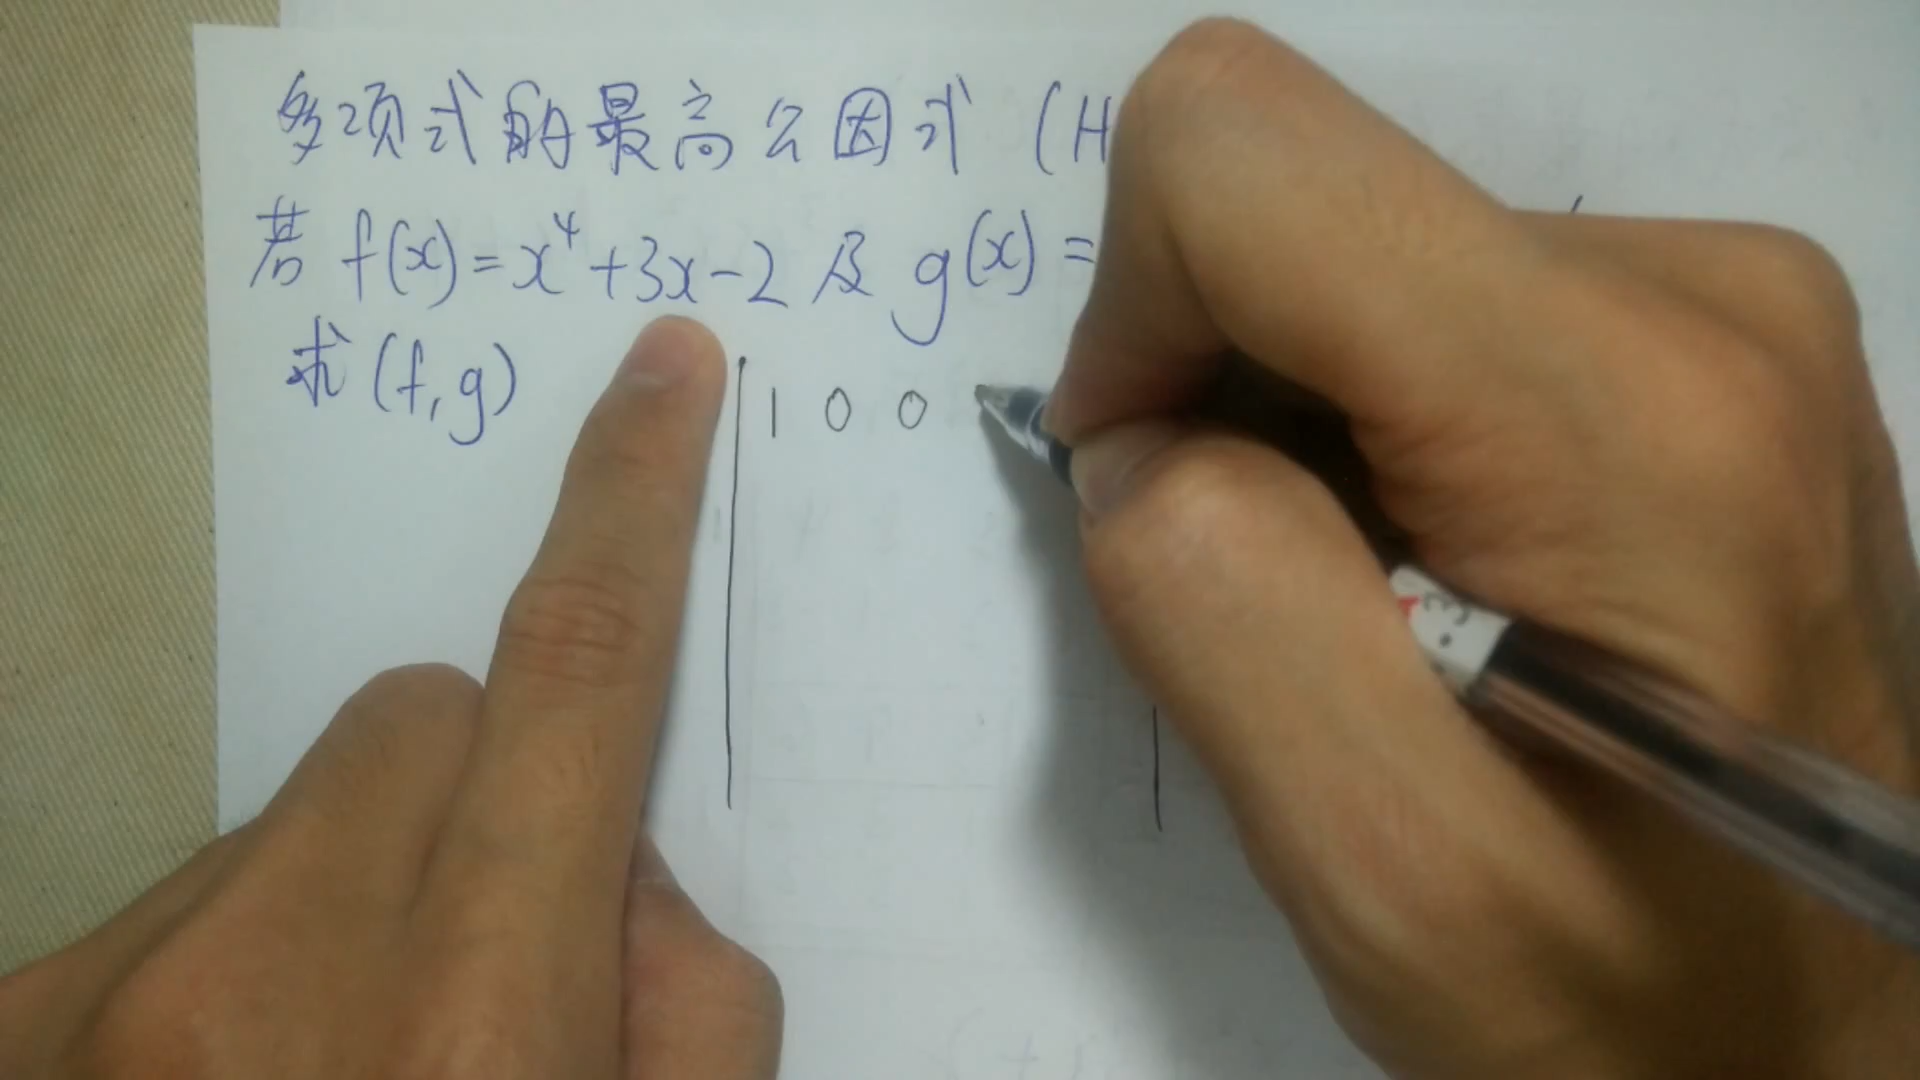 多项式的最高公因式 (H
若 f(x)=x⁴+3x-2 及 g(x)=
求 (f,g)
1 0 0